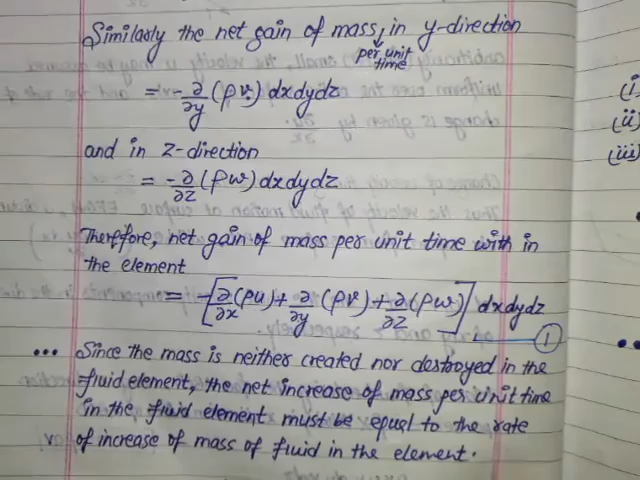 Similarly the net gain of mass, in y-direction
per unit
time
= - ∂/∂y (ρv) dxdydz
and in z-direction
= - ∂/∂z (ρw) dxdydz
Therefore, net gain of mass per unit time with in
the element
= - [∂/∂x (ρu) + ∂/∂y (ρv) + ∂/∂z (ρw)] dxdydz
①
... Since the mass is neither created nor destroyed in the
fluid element, the net increase of mass per unit time
in the fluid element must be equal to the rate
of increase of mass of fluid in the element.
(i
(ii)
(iii)